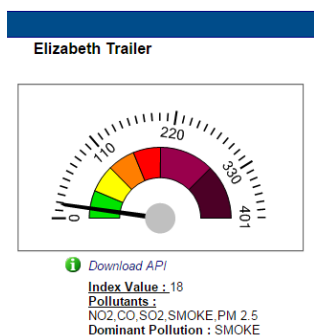 Elizabeth Trailer
0
110
220
330
401
Download API
Index Value : 18
Pollutants :
NO2,CO,SO2,SMOKE,PM 2.5
Dominant Pollution : SMOKE